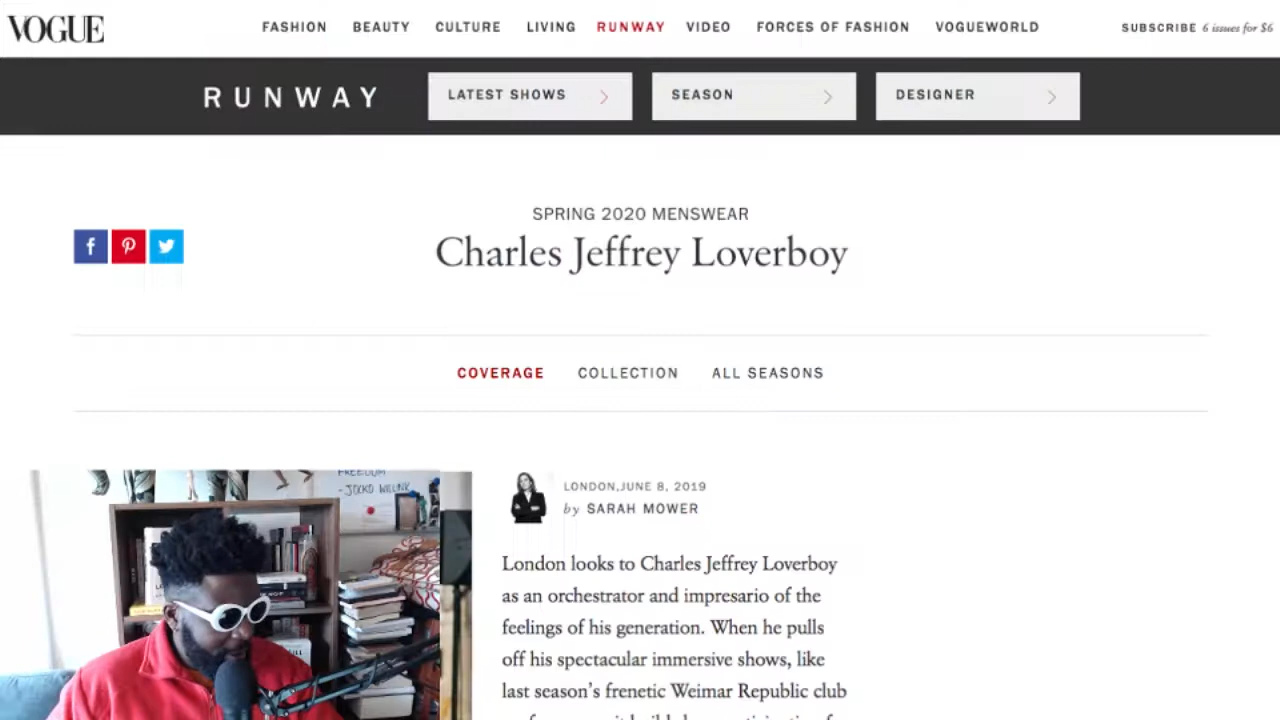 VOGUE
FASHION BEAUTY CULTURE LIVING RUNWAY VIDEO FORCES OF FASHION VOGUEWORLD
SUBSCRIBE 6 issues for $6
RUNWAY
LATEST SHOWS
SEASON
DESIGNER
SPRING 2020 MENSWEAR
Charles Jeffrey Loverboy
COVERAGE COLLECTION ALL SEASONS
FREEDOM
- JOCKO WILLINK
LONDON,JUNE 8, 2019
by SARAH MOWER
London looks to Charles Jeffrey Loverboy
as an orchestrator and impresario of the
feelings of his generation. When he pulls
off his spectacular immersive shows, like
last season’s frenetic Weimar Republic club